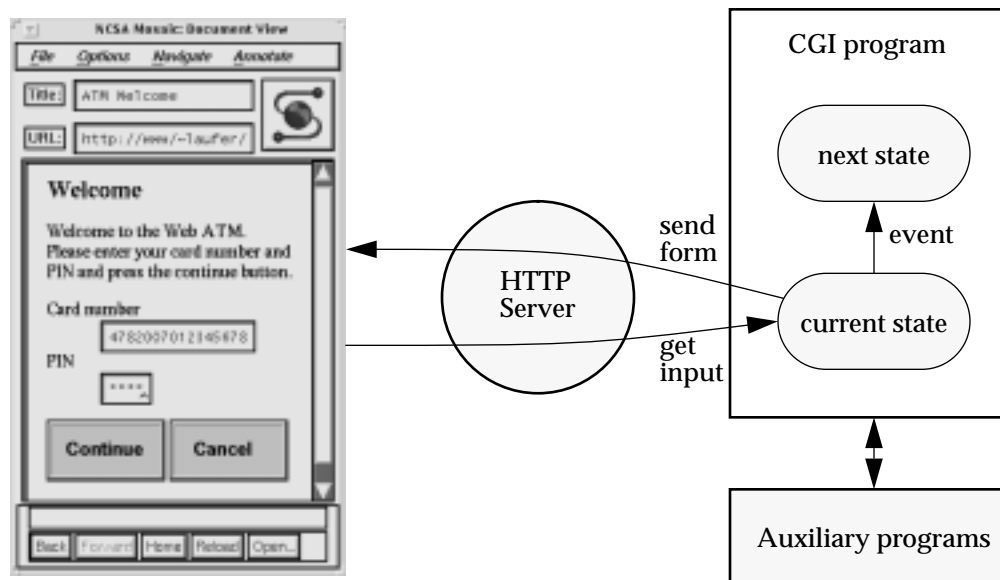 NCSA Mosaic: Document View
File Options Navigate Annotate
Title: ATM Welcome
URL: http://www/~laufer/
Welcome
Welcome to the Web ATM.
Please enter your card number and
PIN and press the continue button.
Card number
4782007012345678
PIN
****
Continue Cancel
Back Forward Home Reload Open...
HTTP
Server
send
form
get
input
CGI program
next state
event
current state
Auxiliary programs